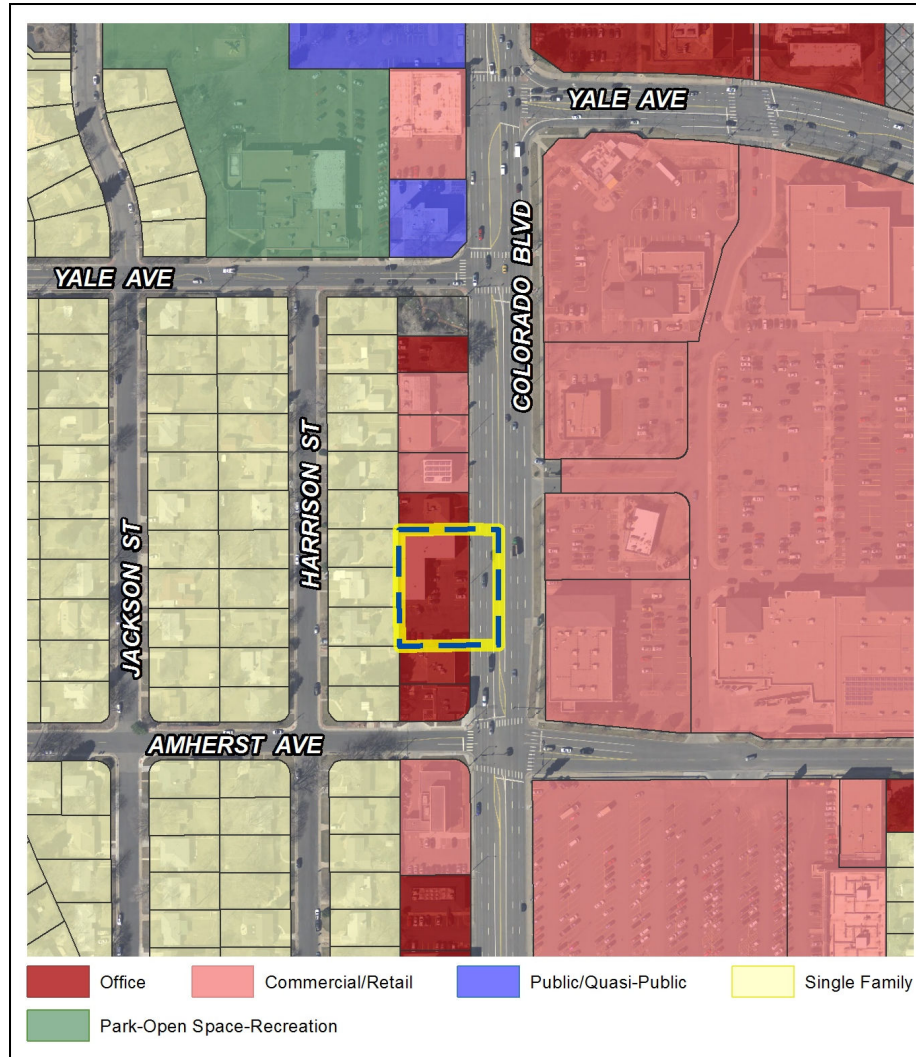 YALE AVE
COLORADO BLVD
YALE AVE
HARRISON ST
JACKSON ST
AMHERST AVE
Office
Commercial/Retail
Public/Quasi-Public
Single Family
Park-Open Space-Recreation